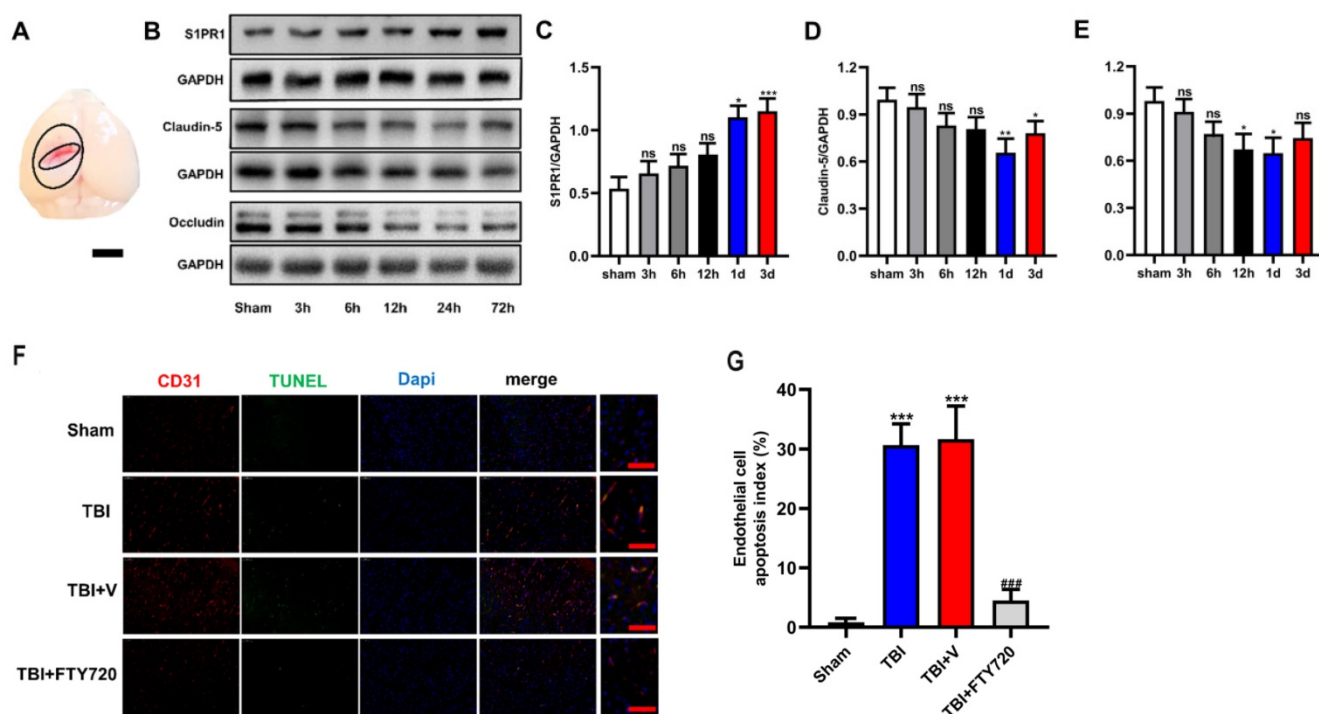 A
B
S1PR1
GAPDH
Claudin-5
GAPDH
Occludin
GAPDH
Sham 3h 6h 12h 24h 72h
C
S1PR1/GAPDH
1.5
1.0
0.5
0.0
ns ns ns * ***
sham 3h 6h 12h 1d 3d
D
Claudin-5/GAPDH
1.2
0.9
0.6
0.3
0.0
ns ns ns ** *
sham 3h 6h 12h 1d 3d
E
1.2
0.9
0.6
0.3
0.0
ns ns * * ns
sham 3h 6h 12h 1d 3d
F
CD31 TUNEL Dapi merge
Sham
TBI
TBI+V
TBI+FTY720
G
Endothelial cell
apoptosis index (%)
40
30
20
10
0
*** *** ###
Sham TBI TBI+V TBI+FTY720